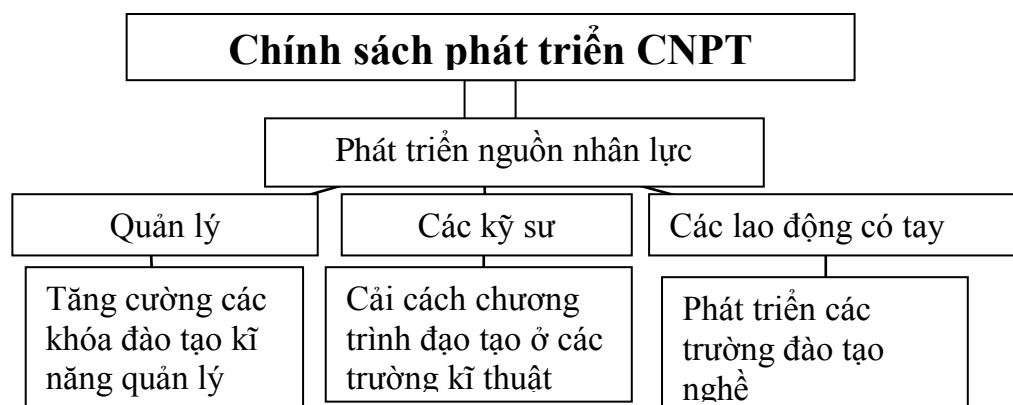 Chính sách phát triển CNPT
Phát triển nguồn nhân lực
Quản lý
Các kỹ sư
Các lao động có tay
Tăng cường các
khóa đào tạo kĩ
năng quản lý
Cải cách chương
trình đạo tạo ở các
trường kĩ thuật
Phát triển các
trường đào tạo
nghề